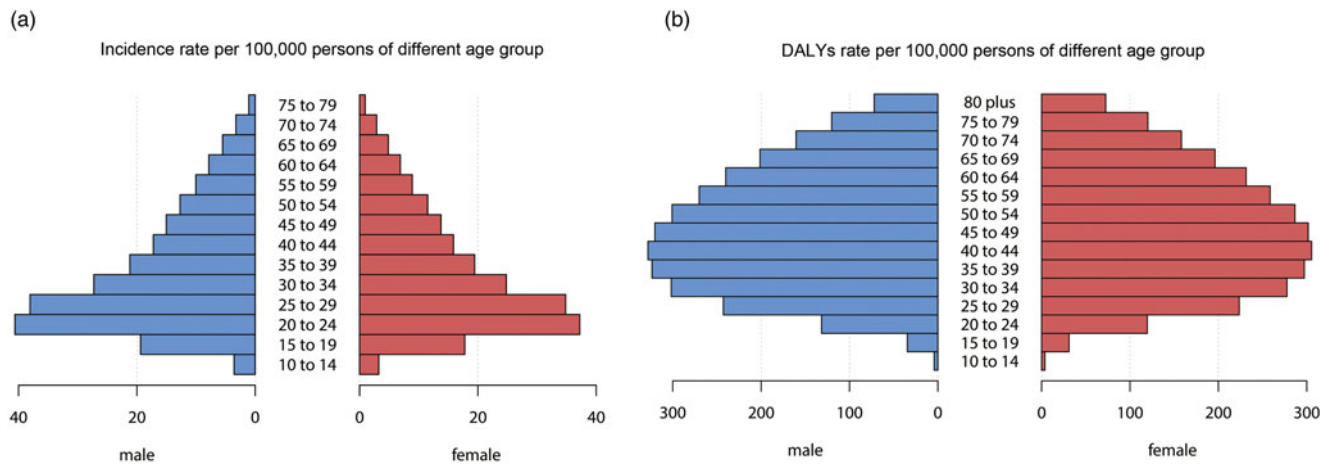 (a)
Incidence rate per 100,000 persons of different age group
75 to 79
70 to 74
65 to 69
60 to 64
55 to 59
50 to 54
45 to 49
40 to 44
35 to 39
30 to 34
25 to 29
20 to 24
15 to 19
10 to 14
40 20 0
0 20 40
male
female
(b)
DALYs rate per 100,000 persons of different age group
80 plus
75 to 79
70 to 74
65 to 69
60 to 64
55 to 59
50 to 54
45 to 49
40 to 44
35 to 39
30 to 34
25 to 29
20 to 24
15 to 19
10 to 14
300 200 100 0
0 100 200 300
male
female